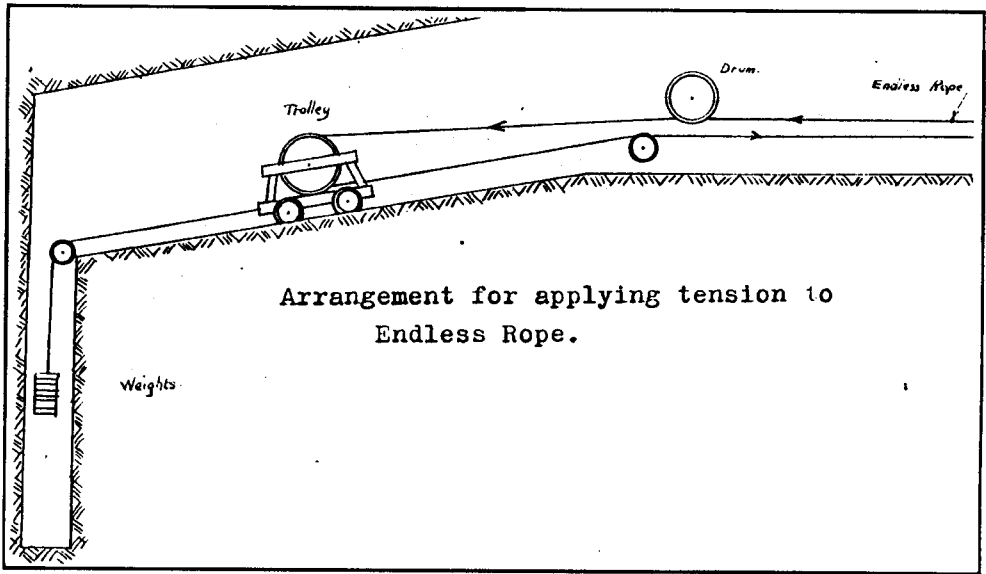 Drum.
Endless Rope
Trolley
Arrangement for applying tension to
Endless Rope.
Weights